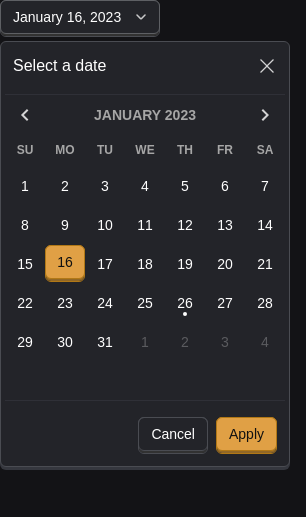 January 16, 2023
Select a date
JANUARY 2023
SU MO TU WE TH FR SA
1 2 3 4 5 6 7
8 9 10 11 12 13 14
15 16 17 18 19 20 21
22 23 24 25 26 27 28
29 30 31 1 2 3 4
Cancel Apply